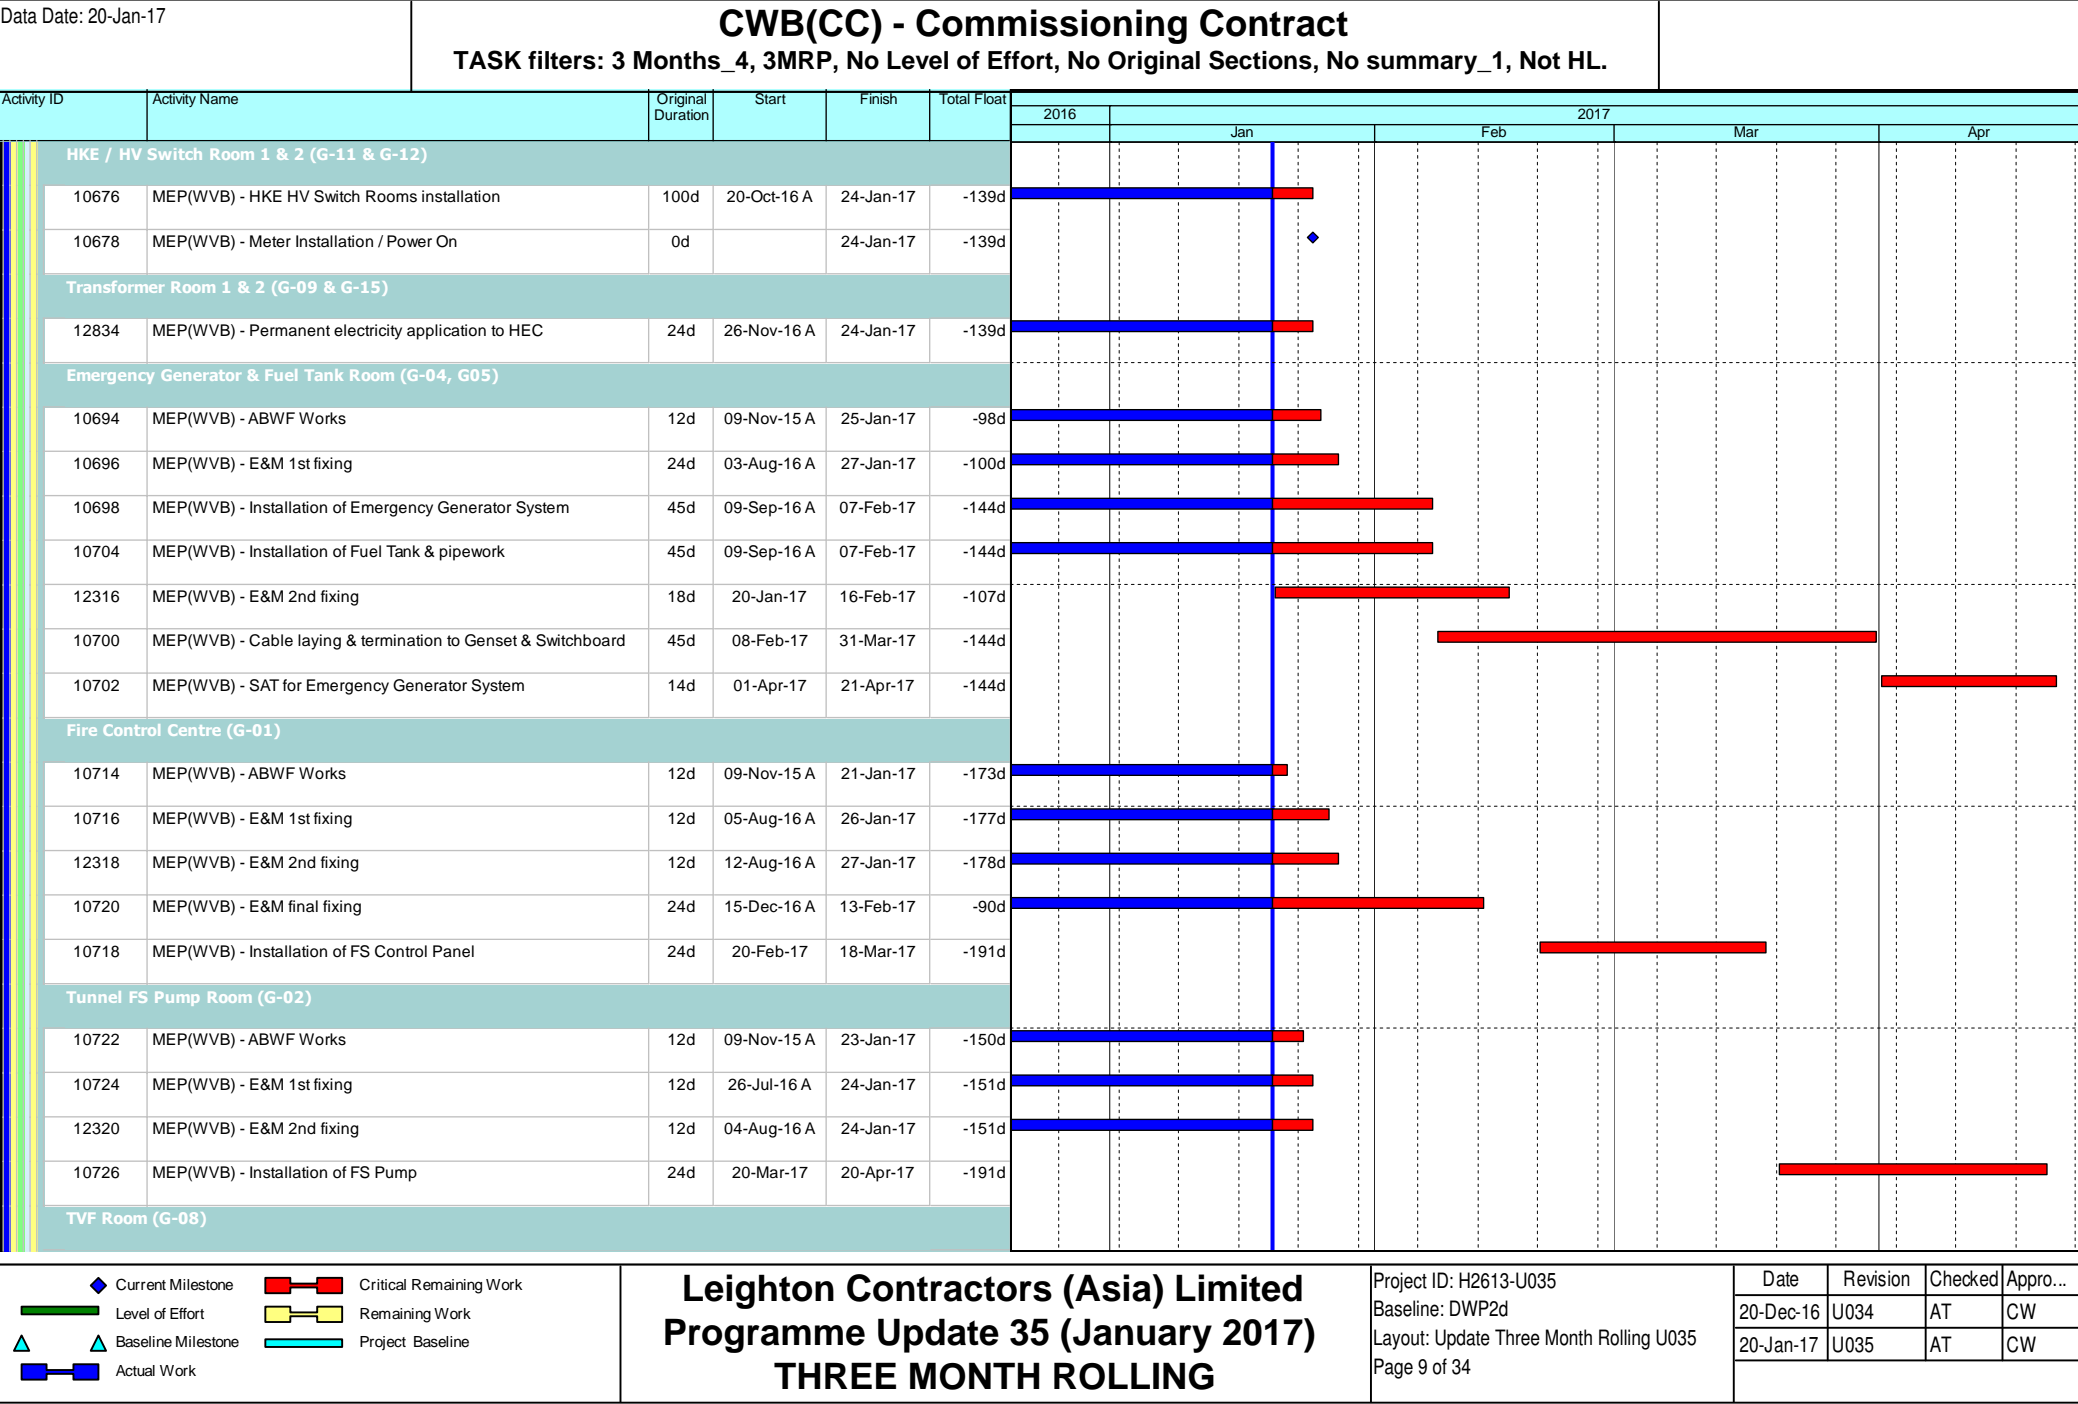 Data Date: 20-Jan-17
CWB(CC) - Commissioning Contract
TASK filters: 3 Months_4, 3MRP, No Level of Effort, No Original Sections, No summary_1, Not HL.
Activity ID Activity Name Original Duration Start Finish Total Float
2016 2017
Jan Feb Mar Apr
HKE / HV Switch Room 1 & 2 (G-11 & G-12)
10676 MEP(WVB) - HKE HV Switch Rooms installation 100d 20-Oct-16 A 24-Jan-17 -139d
10678 MEP(WVB) - Meter Installation / Power On 0d 24-Jan-17 -139d
Transformer Room 1 & 2 (G-09 & G-15)
12834 MEP(WVB) - Permanent electricity application to HEC 24d 26-Nov-16 A 24-Jan-17 -139d
Emergency Generator & Fuel Tank Room (G-04, G05)
10694 MEP(WVB) - ABWF Works 12d 09-Nov-15 A 25-Jan-17 -98d
10696 MEP(WVB) - E&M 1st fixing 24d 03-Aug-16 A 27-Jan-17 -100d
10698 MEP(WVB) - Installation of Emergency Generator System 45d 09-Sep-16 A 07-Feb-17 -144d
10704 MEP(WVB) - Installation of Fuel Tank & pipework 45d 09-Sep-16 A 07-Feb-17 -144d
12316 MEP(WVB) - E&M 2nd fixing 18d 20-Jan-17 16-Feb-17 -107d
10700 MEP(WVB) - Cable laying & termination to Genset & Switchboard 45d 08-Feb-17 31-Mar-17 -144d
10702 MEP(WVB) - SAT for Emergency Generator System 14d 01-Apr-17 21-Apr-17 -144d
Fire Control Centre (G-01)
10714 MEP(WVB) - ABWF Works 12d 09-Nov-15 A 21-Jan-17 -173d
10716 MEP(WVB) - E&M 1st fixing 12d 05-Aug-16 A 26-Jan-17 -177d
12318 MEP(WVB) - E&M 2nd fixing 12d 12-Aug-16 A 27-Jan-17 -178d
10720 MEP(WVB) - E&M final fixing 24d 15-Dec-16 A 13-Feb-17 -90d
10718 MEP(WVB) - Installation of FS Control Panel 24d 20-Feb-17 18-Mar-17 -191d
Tunnel FS Pump Room (G-02)
10722 MEP(WVB) - ABWF Works 12d 09-Nov-15 A 23-Jan-17 -150d
10724 MEP(WVB) - E&M 1st fixing 12d 26-Jul-16 A 24-Jan-17 -151d
12320 MEP(WVB) - E&M 2nd fixing 12d 04-Aug-16 A 24-Jan-17 -151d
10726 MEP(WVB) - Installation of FS Pump 24d 20-Mar-17 20-Apr-17 -191d
TVF Room (G-08)
Current Milestone Critical Remaining Work
Level of Effort Remaining Work
Baseline Milestone Project Baseline
Actual Work
Leighton Contractors (Asia) Limited
Programme Update 35 (January 2017)
THREE MONTH ROLLING
Project ID: H2613-U035
Baseline: DWP2d
Layout: Update Three Month Rolling U035
Page 9 of 34
Date Revision Checked Appro...
20-Dec-16 U034 AT CW
20-Jan-17 U035 AT CW